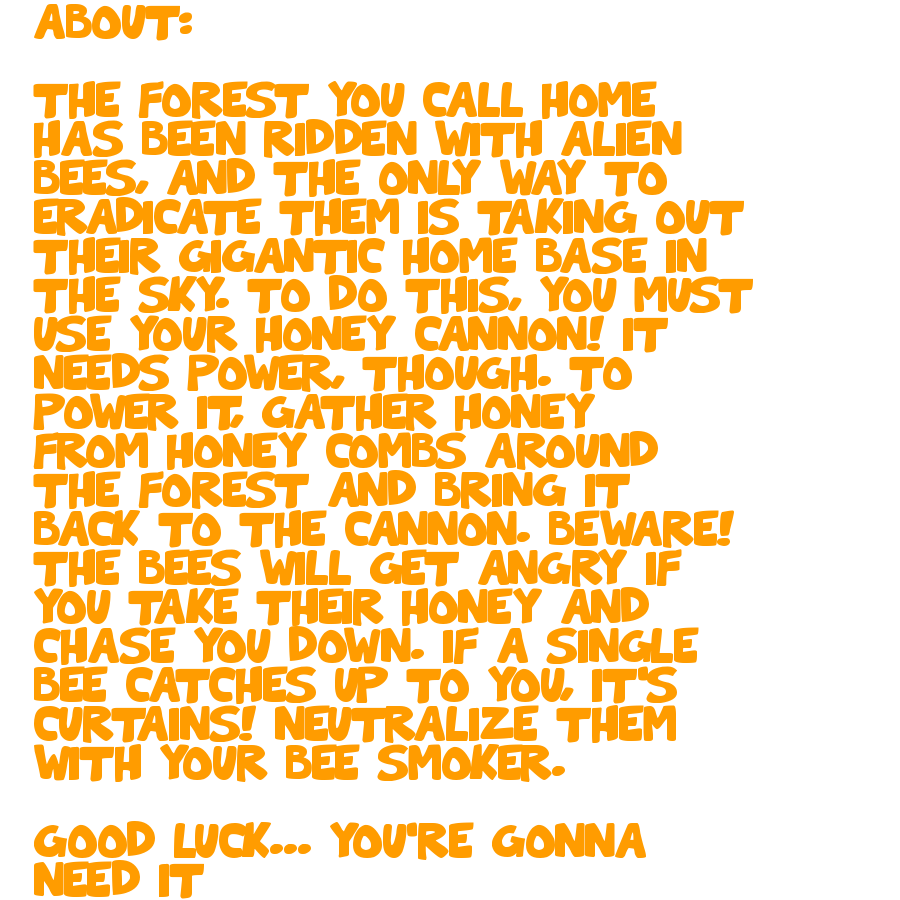 ABOUT:
THE FOREST YOU CALL HOME
HAS BEEN RIDDEN WITH ALIEN
BEES, AND THE ONLY WAY TO
ERADICATE THEM IS TAKING OUT
THEIR GIGANTIC HOME BASE IN
THE SKY. TO DO THIS, YOU MUST
USE YOUR HONEY CANNON! IT
NEEDS POWER, THOUGH. TO
POWER IT, GATHER HONEY
FROM HONEY COMBS AROUND
THE FOREST AND BRING IT
BACK TO THE CANNON. BEWARE!
THE BEES WILL GET ANGRY IF
YOU TAKE THEIR HONEY AND
CHASE YOU DOWN. IF A SINGLE
BEE CATCHES UP TO YOU, IT'S
CURTAINS! NEUTRALIZE THEM
WITH YOUR BEE SMOKER.
GOOD LUCK... YOU'RE GONNA
NEED IT